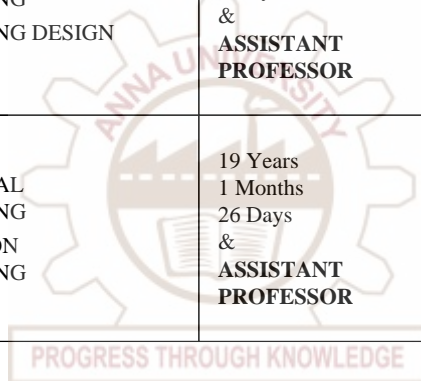 NG DESIGN
&
ASSISTANT
PROFESSOR
ANNA UNIVERSITY
AL
NG
ON
NG
19 Years
1 Months
26 Days
&
ASSISTANT
PROFESSOR
PROGRESS THROUGH KNOWLEDGE